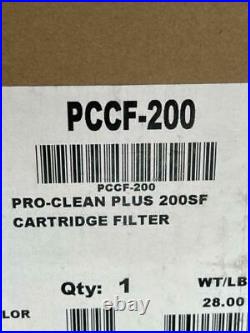 PCCF-200
PCCF-200
PRO-CLEAN PLUS 200SF
CARTRIDGE FILTER
Qty: 1
WT/LB
LOR
28.00